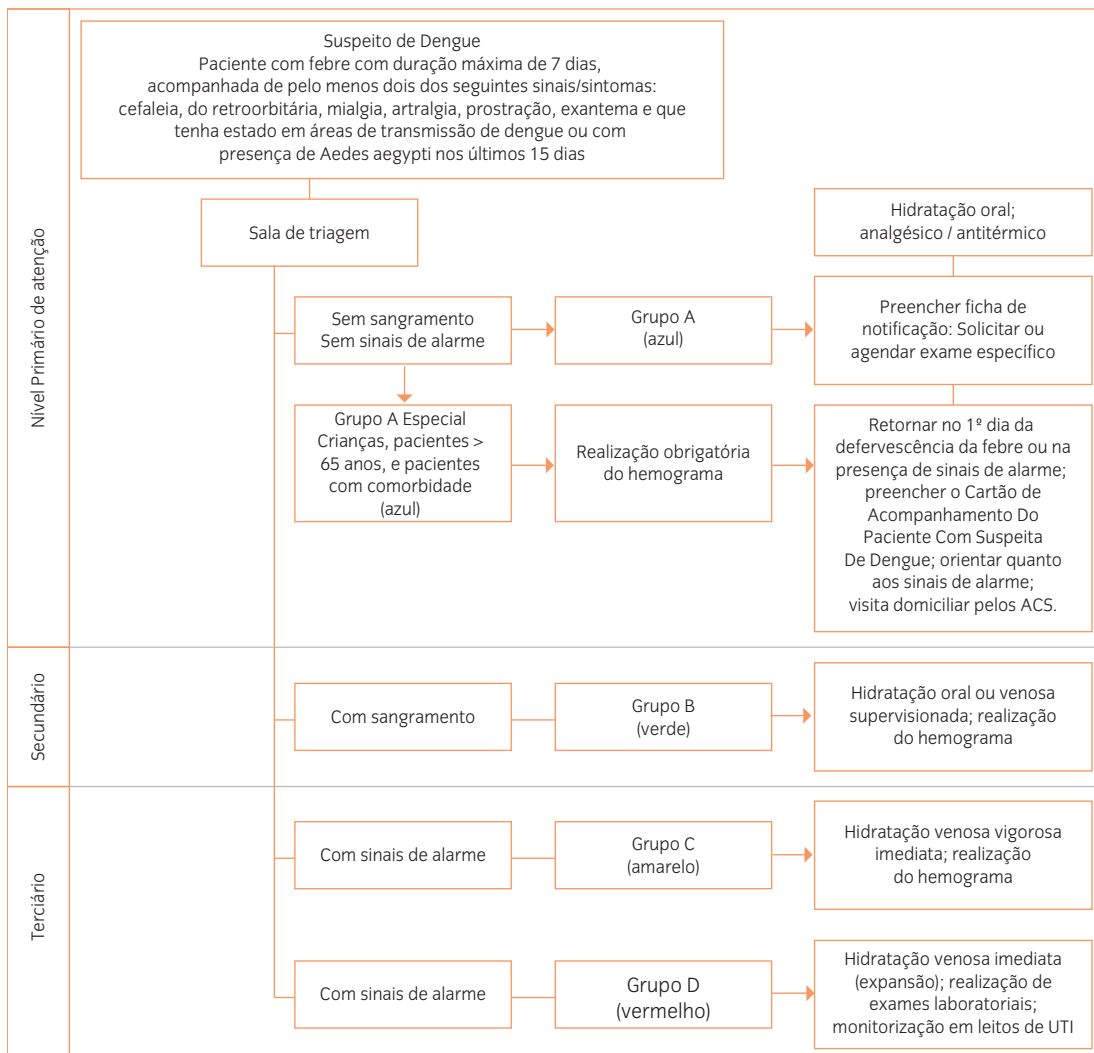 Nível Primário de atenção
Suspeito de Dengue
Paciente com febre com duração máxima de 7 dias,
acompanhada de pelo menos dois dos seguintes sinais/sintomas:
cefaleia, do retroorbitária, mialgia, artralgia, prostração, exantema e que
tenha estado em áreas de transmissão de dengue ou com
presença de Aedes aegypti nos últimos 15 dias
Sala de triagem
Hidratação oral;
analgésico / antitérmico
Sem sangramento
Sem sinais de alarme
Grupo A
(azul)
Preencher ficha de
notificação: Solicitar ou
agendar exame específico
Grupo A Especial
Crianças, pacientes >
65 anos, e pacientes
com comorbidade
(azul)
Realização obrigatória
do hemograma
Retornar no 1º dia da
defervescência da febre ou na
presença de sinais de alarme;
preencher o Cartão de
Acompanhamento Do
Paciente Com Suspeita
De Dengue; orientar quanto
aos sinais de alarme;
visita domiciliar pelos ACS.
Secundário
Com sangramento
Grupo B
(verde)
Hidratação oral ou venosa
supervisionada; realização
do hemograma
Terciário
Com sinais de alarme
Grupo C
(amarelo)
Hidratação venosa vigorosa
imediata; realização
do hemograma
Com sinais de alarme
Grupo D
(vermelho)
Hidratação venosa imediata
(expansão); realização de
exames laboratoriais;
monitorização em leitos de UTI